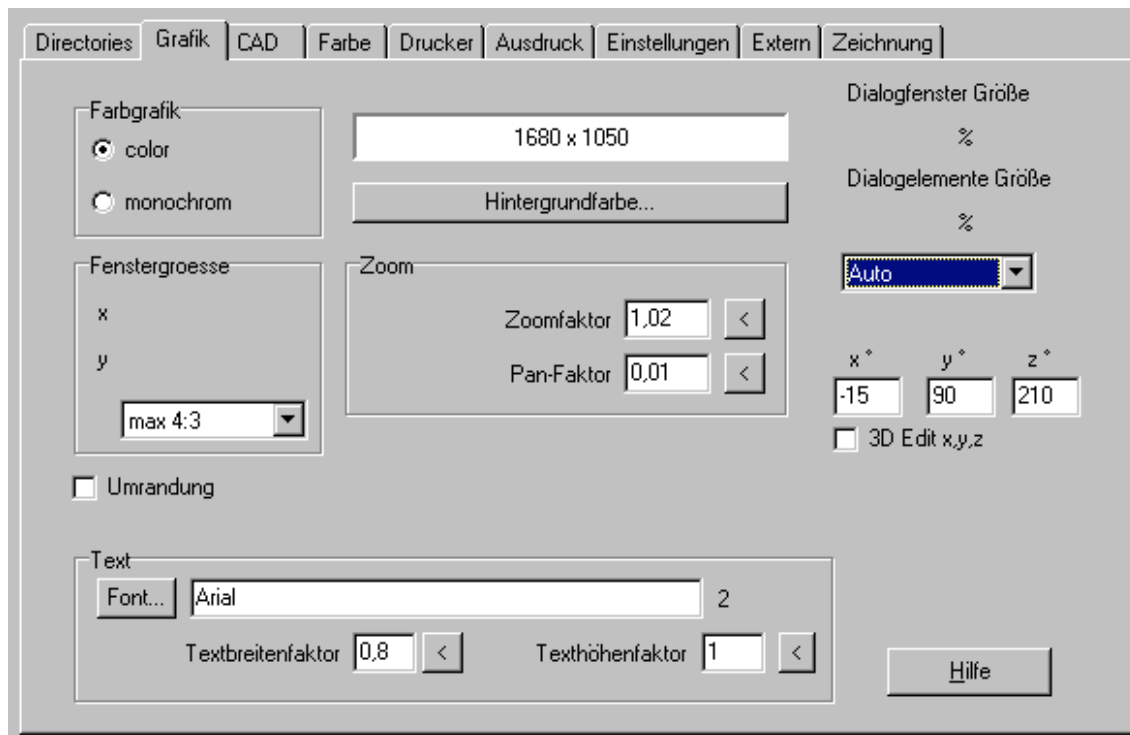 Directories Grafik CAD Farbe Drucker Ausdruck Einstellungen Extern Zeichnung
Farbgrafik
color
monochrom
1680 x 1050
Hintergrundfarbe...
Dialogfenster Größe
%
Dialogelemente Größe
%
Auto
Fenstergroesse
x
y
max 4:3
Zoom
Zoomfaktor 1,02 <
Pan-Faktor 0,01 <
x ° y ° z °
-15 90 210
3D Edit x,y,z
Umrandung
Text
Font... Arial 2
Textbreitenfaktor 0,8 < Texthöhenfaktor 1 <
Hilfe